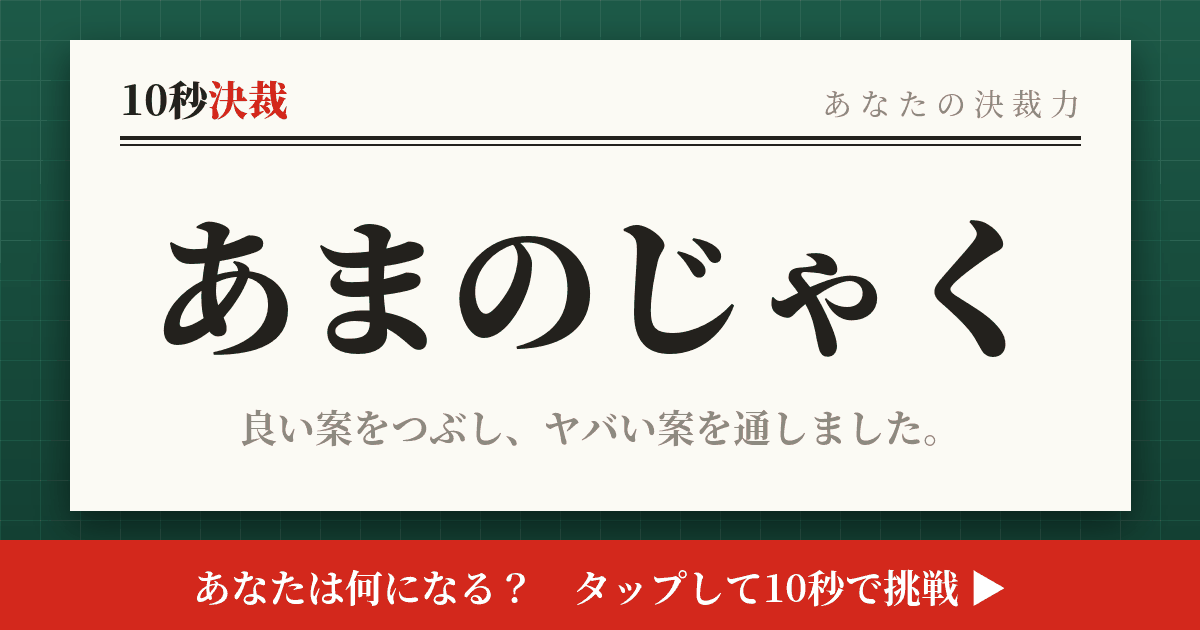 10秒決裁
あなたの決裁力
あまのじゃく
良い案をつぶし、ヤバい案を通しました。
あなたは何になる？　タップして10秒で挑戦 ▶